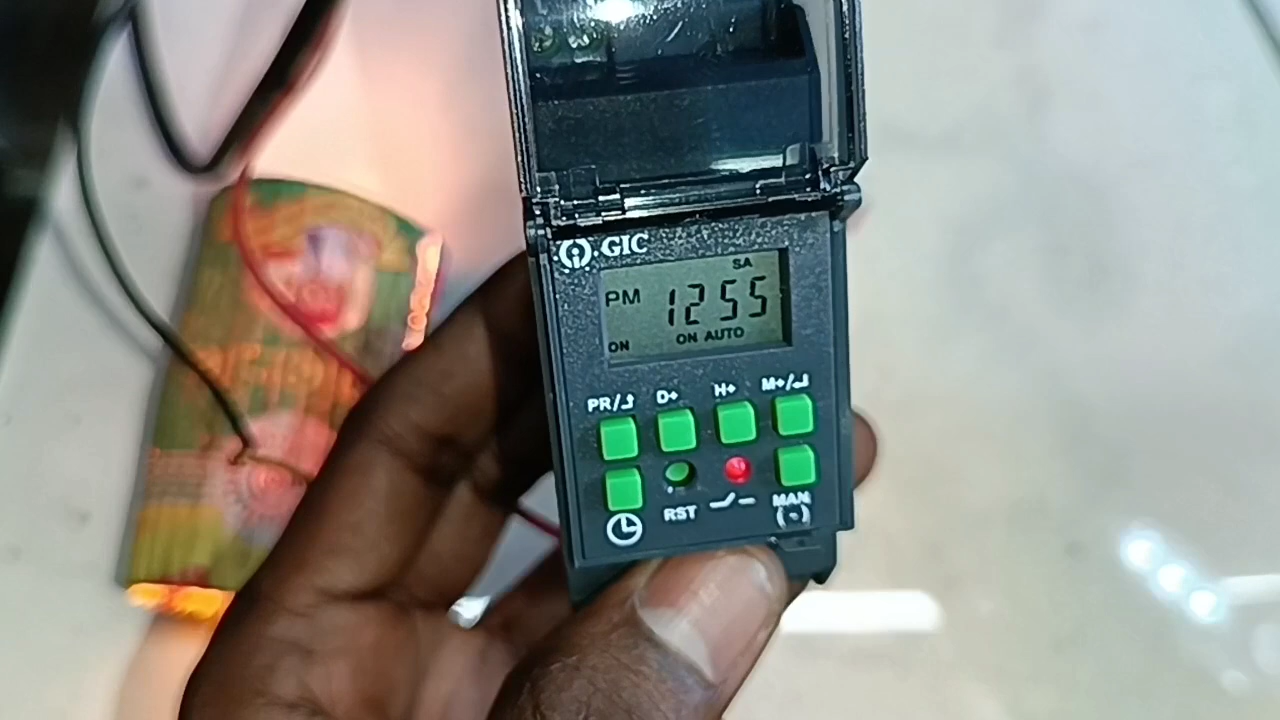 GIC
SA
PM 12 55
ON ON AUTO
PR/ D+ H+ M+/
RST MAN